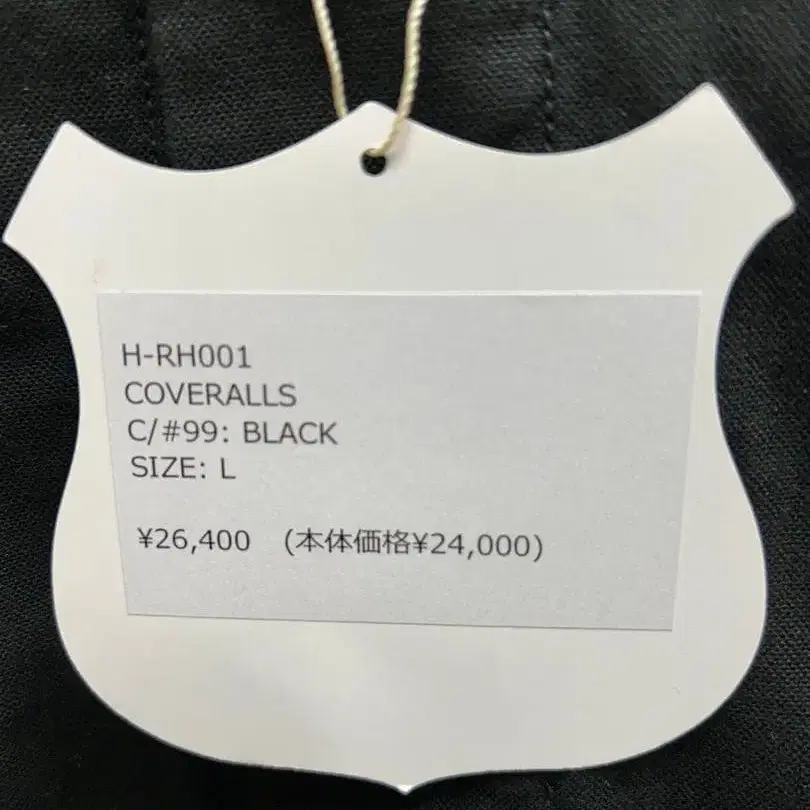 H-RH001
COVERALLS
C/#99: BLACK
SIZE: L
¥26,400 (本体価格¥24,000)